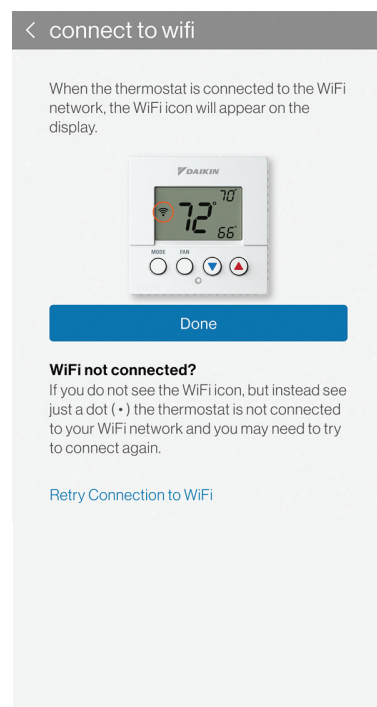 < connect to wifi
When the thermostat is connected to the WiFi
network, the WiFi icon will appear on the
display.
DAIKIN
70°
72°
66°
MODE FAN
Done
WiFi not connected?
If you do not see the WiFi icon, but instead see
just a dot ( • ) the thermostat is not connected
to your WiFi network and you may need to try
to connect again.
Retry Connection to WiFi